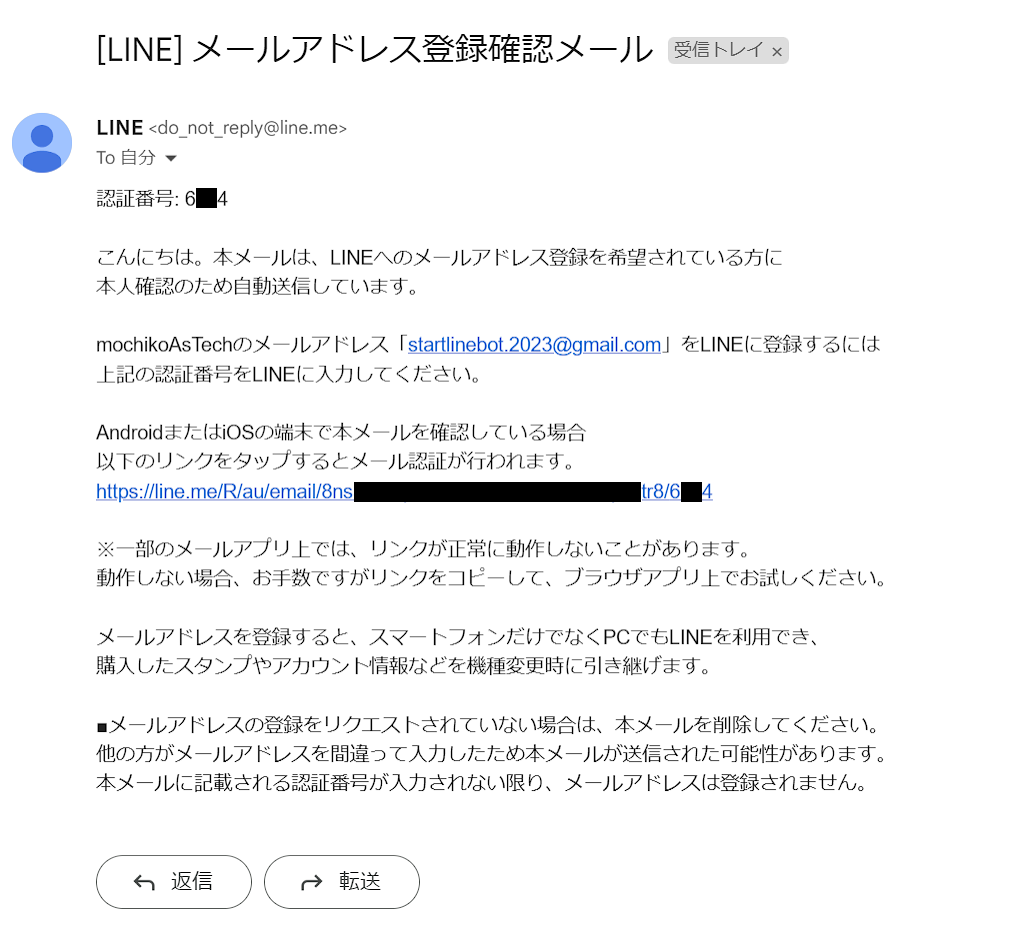 [LINE] メールアドレス登録確認メール 受信トレイ ×
LINE <do_not_reply@line.me>
To 自分
認証番号: 6 4
こんにちは。本メールは、LINEへのメールアドレス登録を希望されている方に
本人確認のため自動送信しています。
mochikoAsTechのメールアドレス「startlinebot.2023@gmail.com」をLINEに登録するには
上記の認証番号をLINEに入力してください。
AndroidまたはiOSの端末で本メールを確認している場合
以下のリンクをタップするとメール認証が行われます。
https://line.me/R/au/email/8ns tr8/6 4
※一部のメールアプリ上では、リンクが正常に動作しないことがあります。
動作しない場合、お手数ですがリンクをコピーして、ブラウザアプリ上でお試しください。
メールアドレスを登録すると、スマートフォンだけでなくPCでもLINEを利用でき、
購入したスタンプやアカウント情報などを機種変更時に引き継げます。
■メールアドレスの登録をリクエストされていない場合は、本メールを削除してください。
他の方がメールアドレスを間違って入力したため本メールが送信された可能性があります。
本メールに記載される認証番号が入力されない限り、メールアドレスは登録されません。
返信 転送